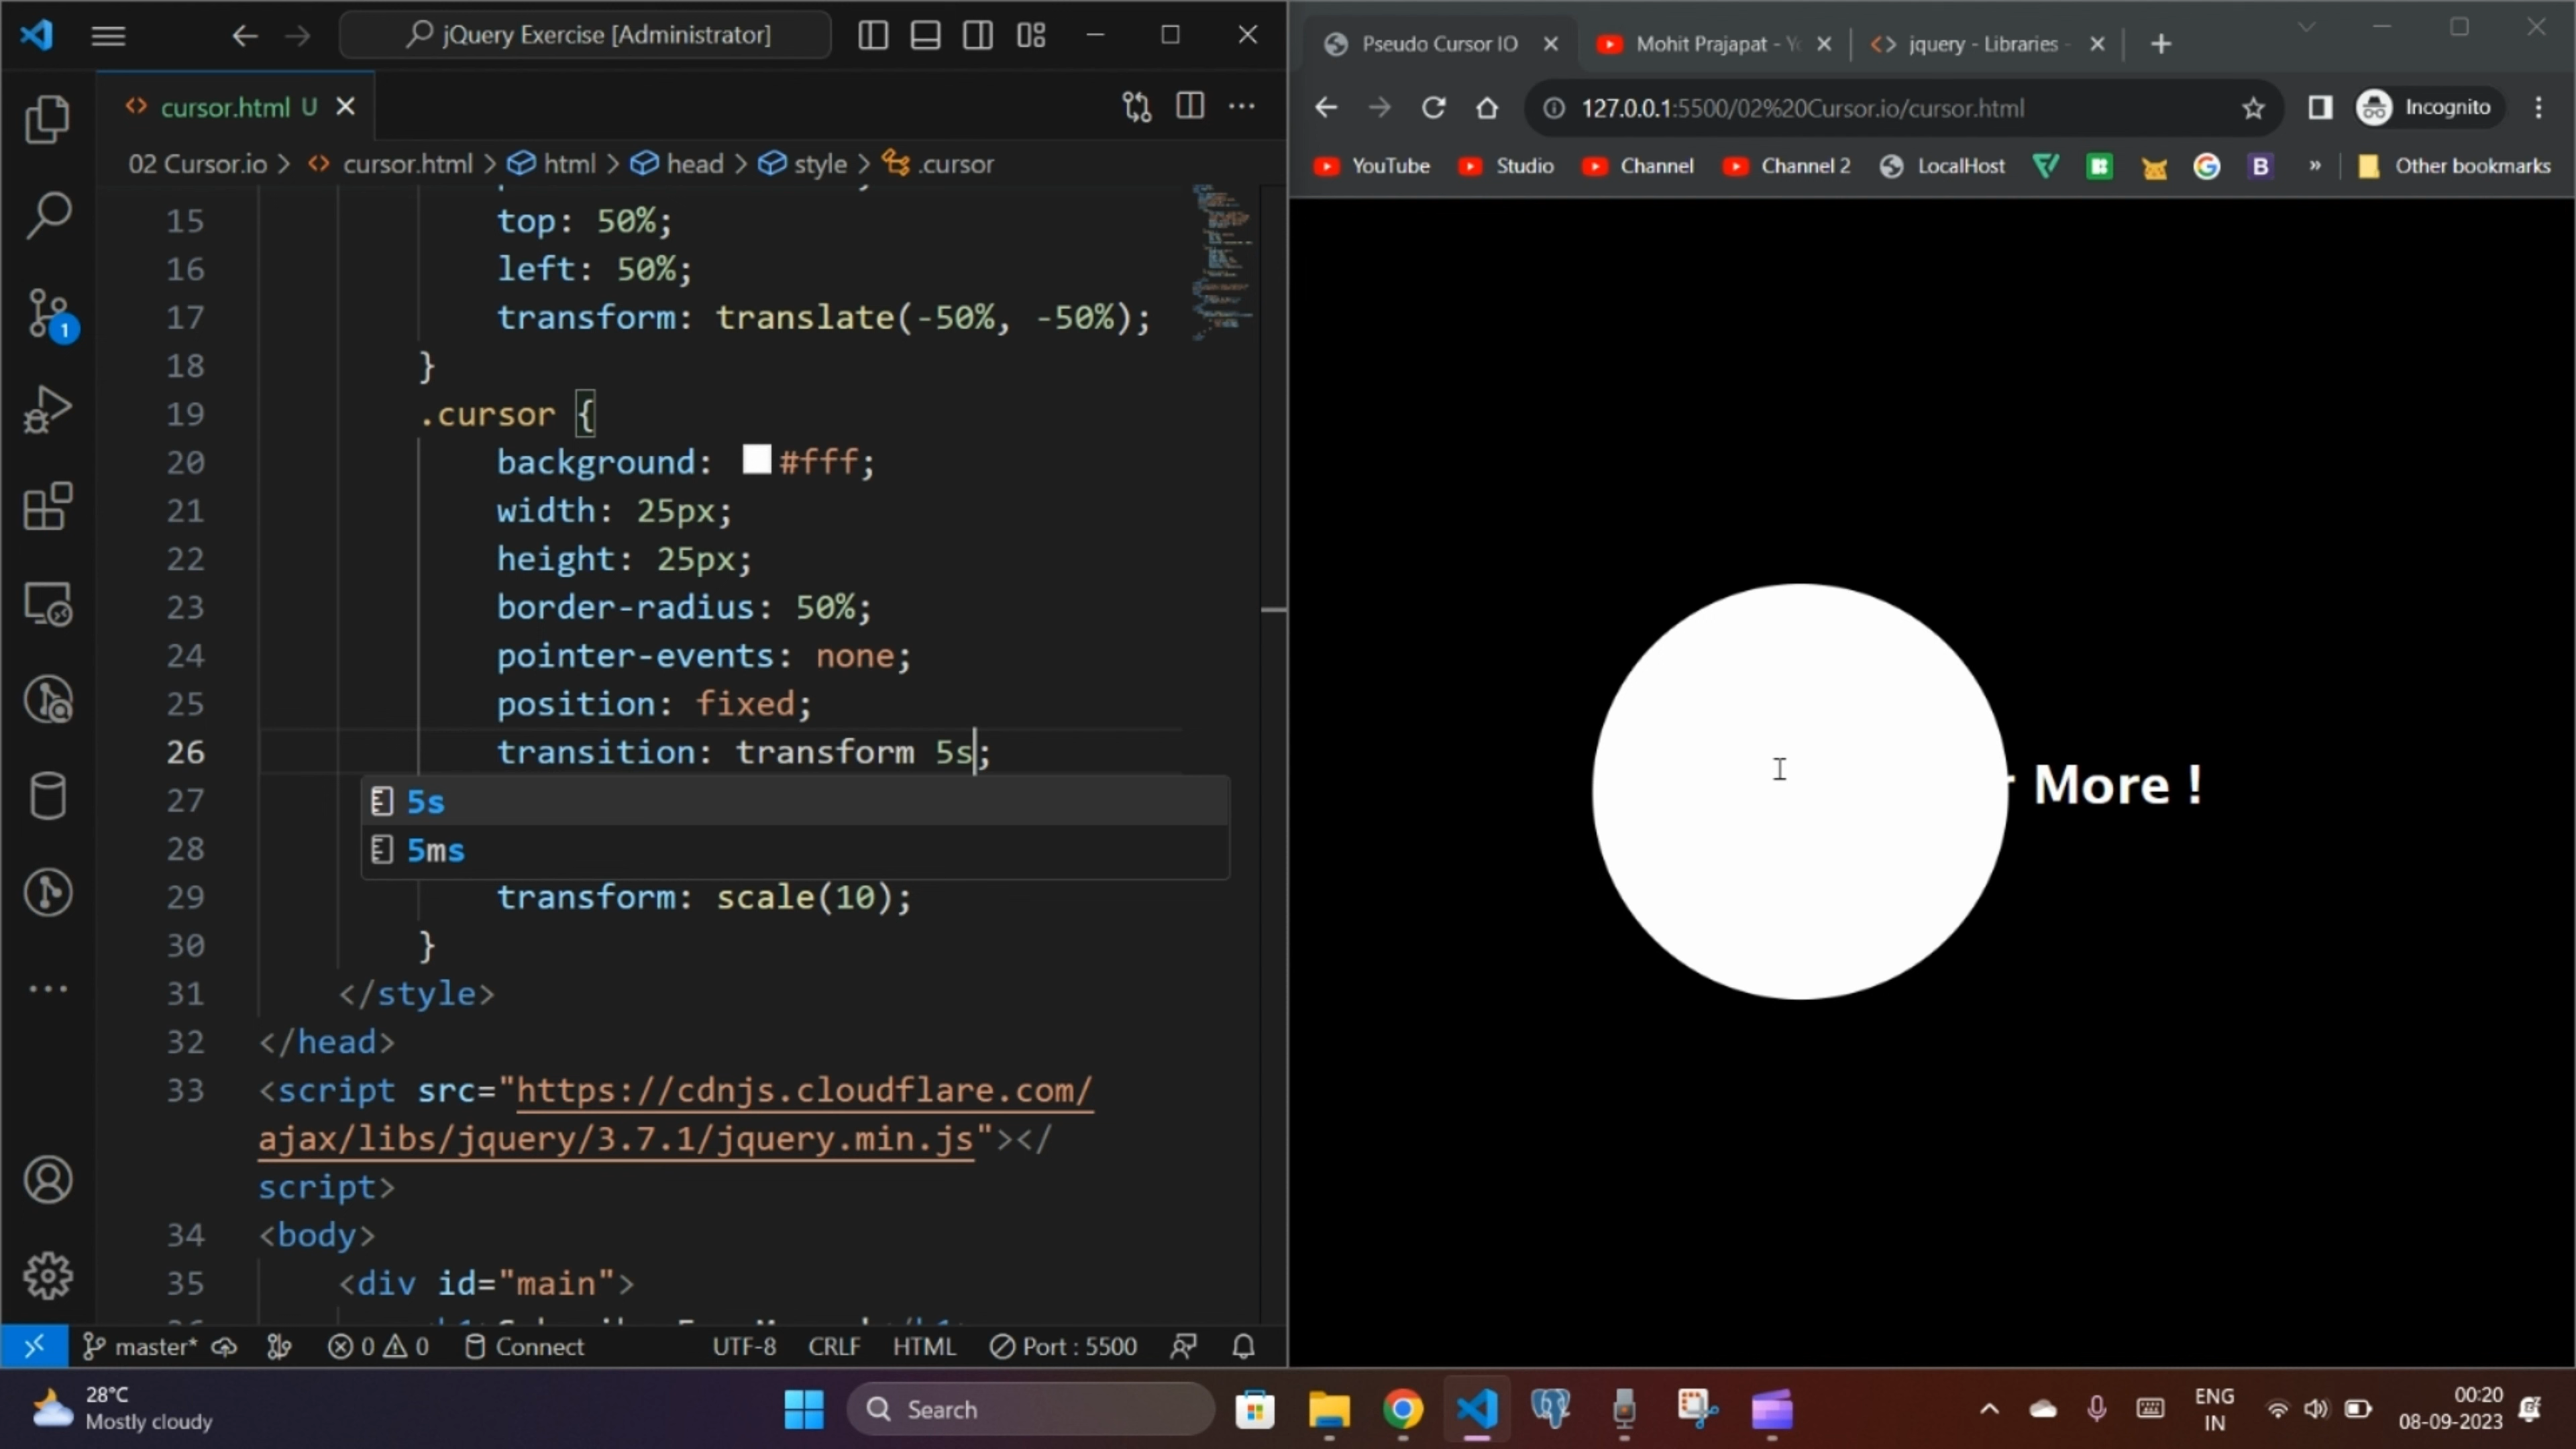 jQuery Exercise [Administrator]
cursor.html U
02 Cursor.io > cursor.html > html > head > style > .cursor
15 top: 50%;
16 left: 50%;
17 transform: translate(-50%, -50%);
18 }
19 .cursor {
20 background: #fff;
21 width: 25px;
22 height: 25px;
23 border-radius: 50%;
24 pointer-events: none;
25 position: fixed;
26 transition: transform 5s;
27 5s
28 5ms
29 transform: scale(10);
30 }
31 </style>
32 </head>
33 <script src="https://cdnjs.cloudflare.com/
ajax/libs/jquery/3.7.1/jquery.min.js"></
script>
34 <body>
35 <div id="main">
1
master* 0 0 Connect UTF-8 CRLF HTML Port : 5500
Pseudo Cursor IO
Mohit Prajapat - Yo
jquery - Libraries -
127.0.0.1:5500/02%20Cursor.io/cursor.html
Incognito
YouTube Studio Channel Channel 2 LocalHost B » Other bookmarks
More !
28°C
Mostly cloudy
Search
ENG
IN
00:20
08-09-2023